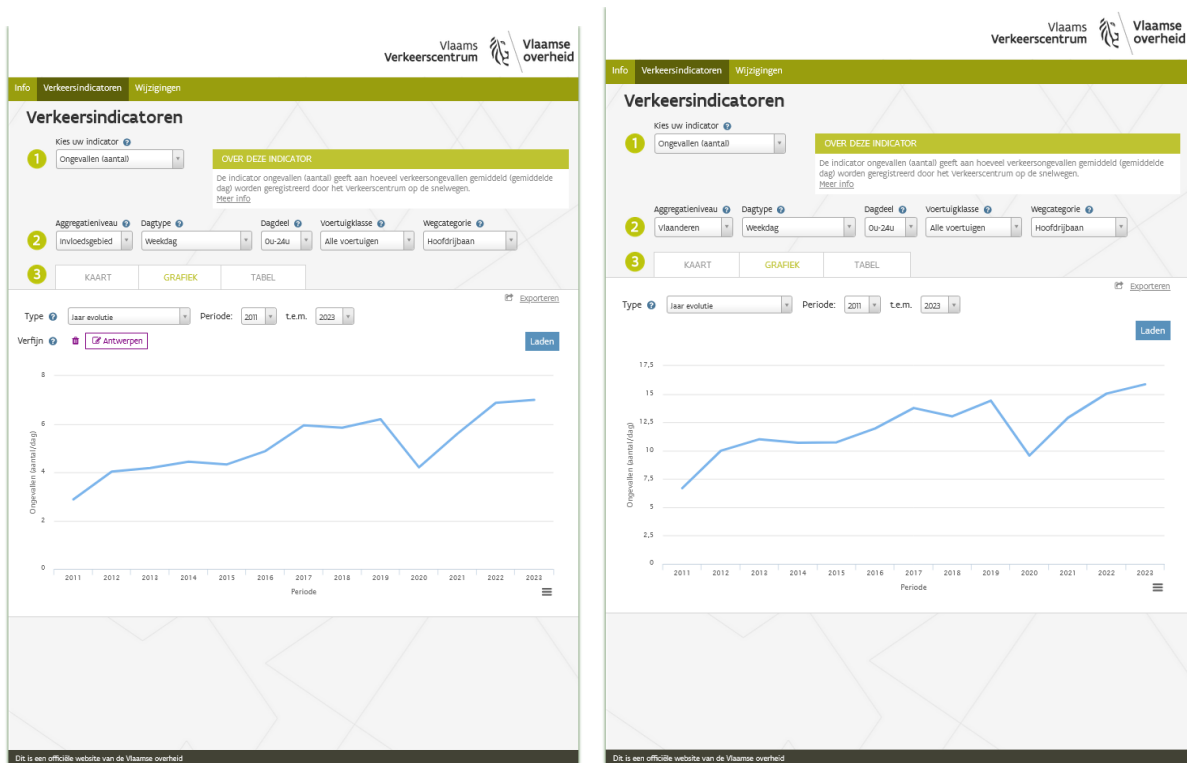 Vlaams
Verkeerscentrum
Vlaamse
overheid
Info Verkeersindicatoren Wijzigingen
Verkeersindicatoren
Kies uw indicator ?
1 Ongevallen (aantal)
OVER DEZE INDICATOR
De indicator ongevallen (aantal) geeft aan hoeveel verkeersongevallen gemiddeld (gemiddelde
dag) worden geregistreerd door het Verkeerscentrum op de snelwegen.
Meer info
Aggregatieniveau ? Dagtype ? Dagdeel ? Voertuigklasse ? Wegcategorie ?
2 Invloedsgebied Weekdag 0u-24u Alle voertuigen Hoofdrijbaan
3 KAART GRAFIEK TABEL
Exporteren
Type ? Jaar evolutie Periode: 2011 t.e.m. 2023
Verfijn ? Antwerpen Laden
8
6
4
2
0
Ongevallen (aantal/dag)
2011 2012 2013 2014 2015 2016 2017 2018 2019 2020 2021 2022 2023
Periode
Dit is een officiële website van de Vlaamse overheid
Vlaams
Verkeerscentrum
Vlaamse
overheid
Info Verkeersindicatoren Wijzigingen
Verkeersindicatoren
Kies uw indicator ?
1 Ongevallen (aantal)
OVER DEZE INDICATOR
De indicator ongevallen (aantal) geeft aan hoeveel verkeersongevallen gemiddeld (gemiddelde
dag) worden geregistreerd door het Verkeerscentrum op de snelwegen.
Meer info
Aggregatieniveau ? Dagtype ? Dagdeel ? Voertuigklasse ? Wegcategorie ?
2 Vlaanderen Weekdag 0u-24u Alle voertuigen Hoofdrijbaan
3 KAART GRAFIEK TABEL
Exporteren
Type ? Jaar evolutie Periode: 2011 t.e.m. 2023
Laden
17,5
15
12,5
10
7,5
5
2,5
0
Ongevallen (aantal/dag)
2011 2012 2013 2014 2015 2016 2017 2018 2019 2020 2021 2022 2023
Periode
Dit is een officiële website van de Vlaamse overheid